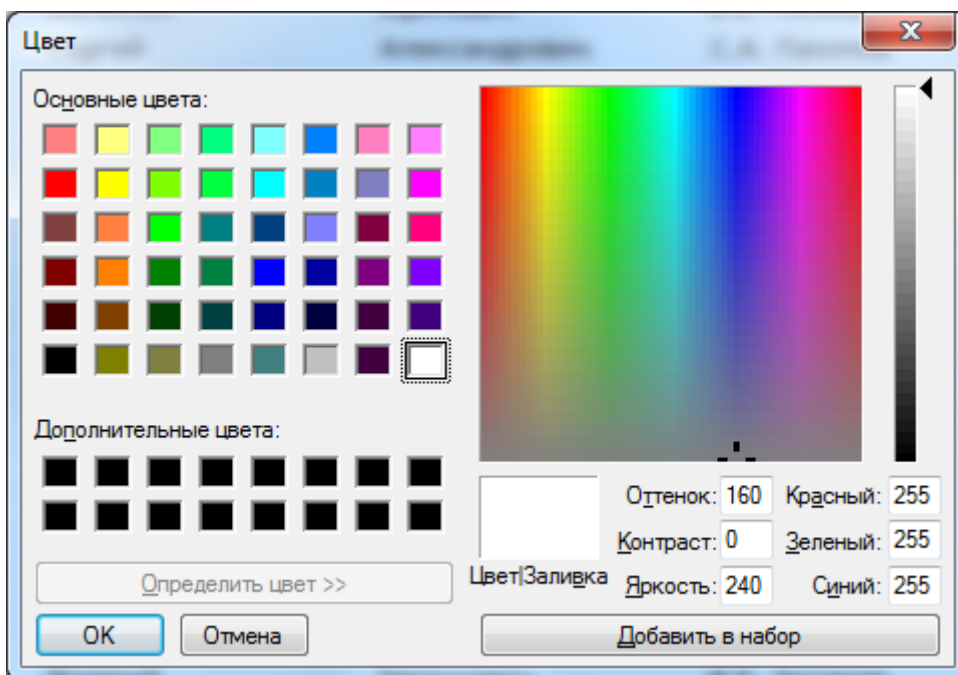 Цвет
Основные цвета:
Дополнительные цвета:
Определить цвет >>
OK
Отмена
Цвет|Заливка
Оттенок: 160
Контраст: 0
Яркость: 240
Красный: 255
Зеленый: 255
Синий: 255
Добавить в набор